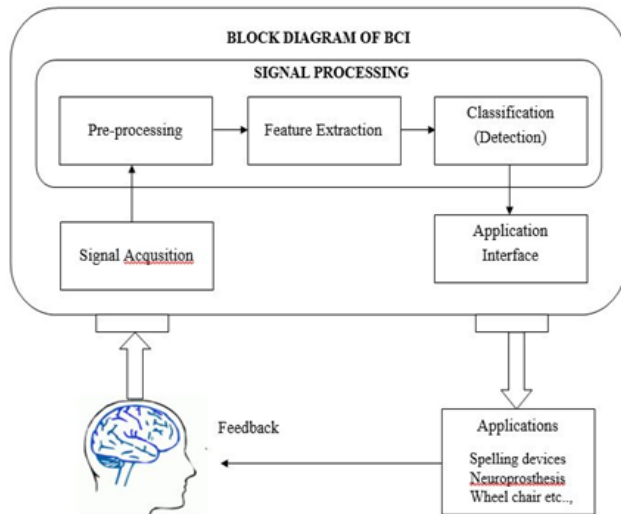 BLOCK DIAGRAM OF BCI
SIGNAL PROCESSING
Pre-processing
Feature Extraction
Classification
(Detection)
Signal Acqusition
Application
Interface
Feedback
Applications
Spelling devices
Neuroprosthesis
Wheel chair etc..,